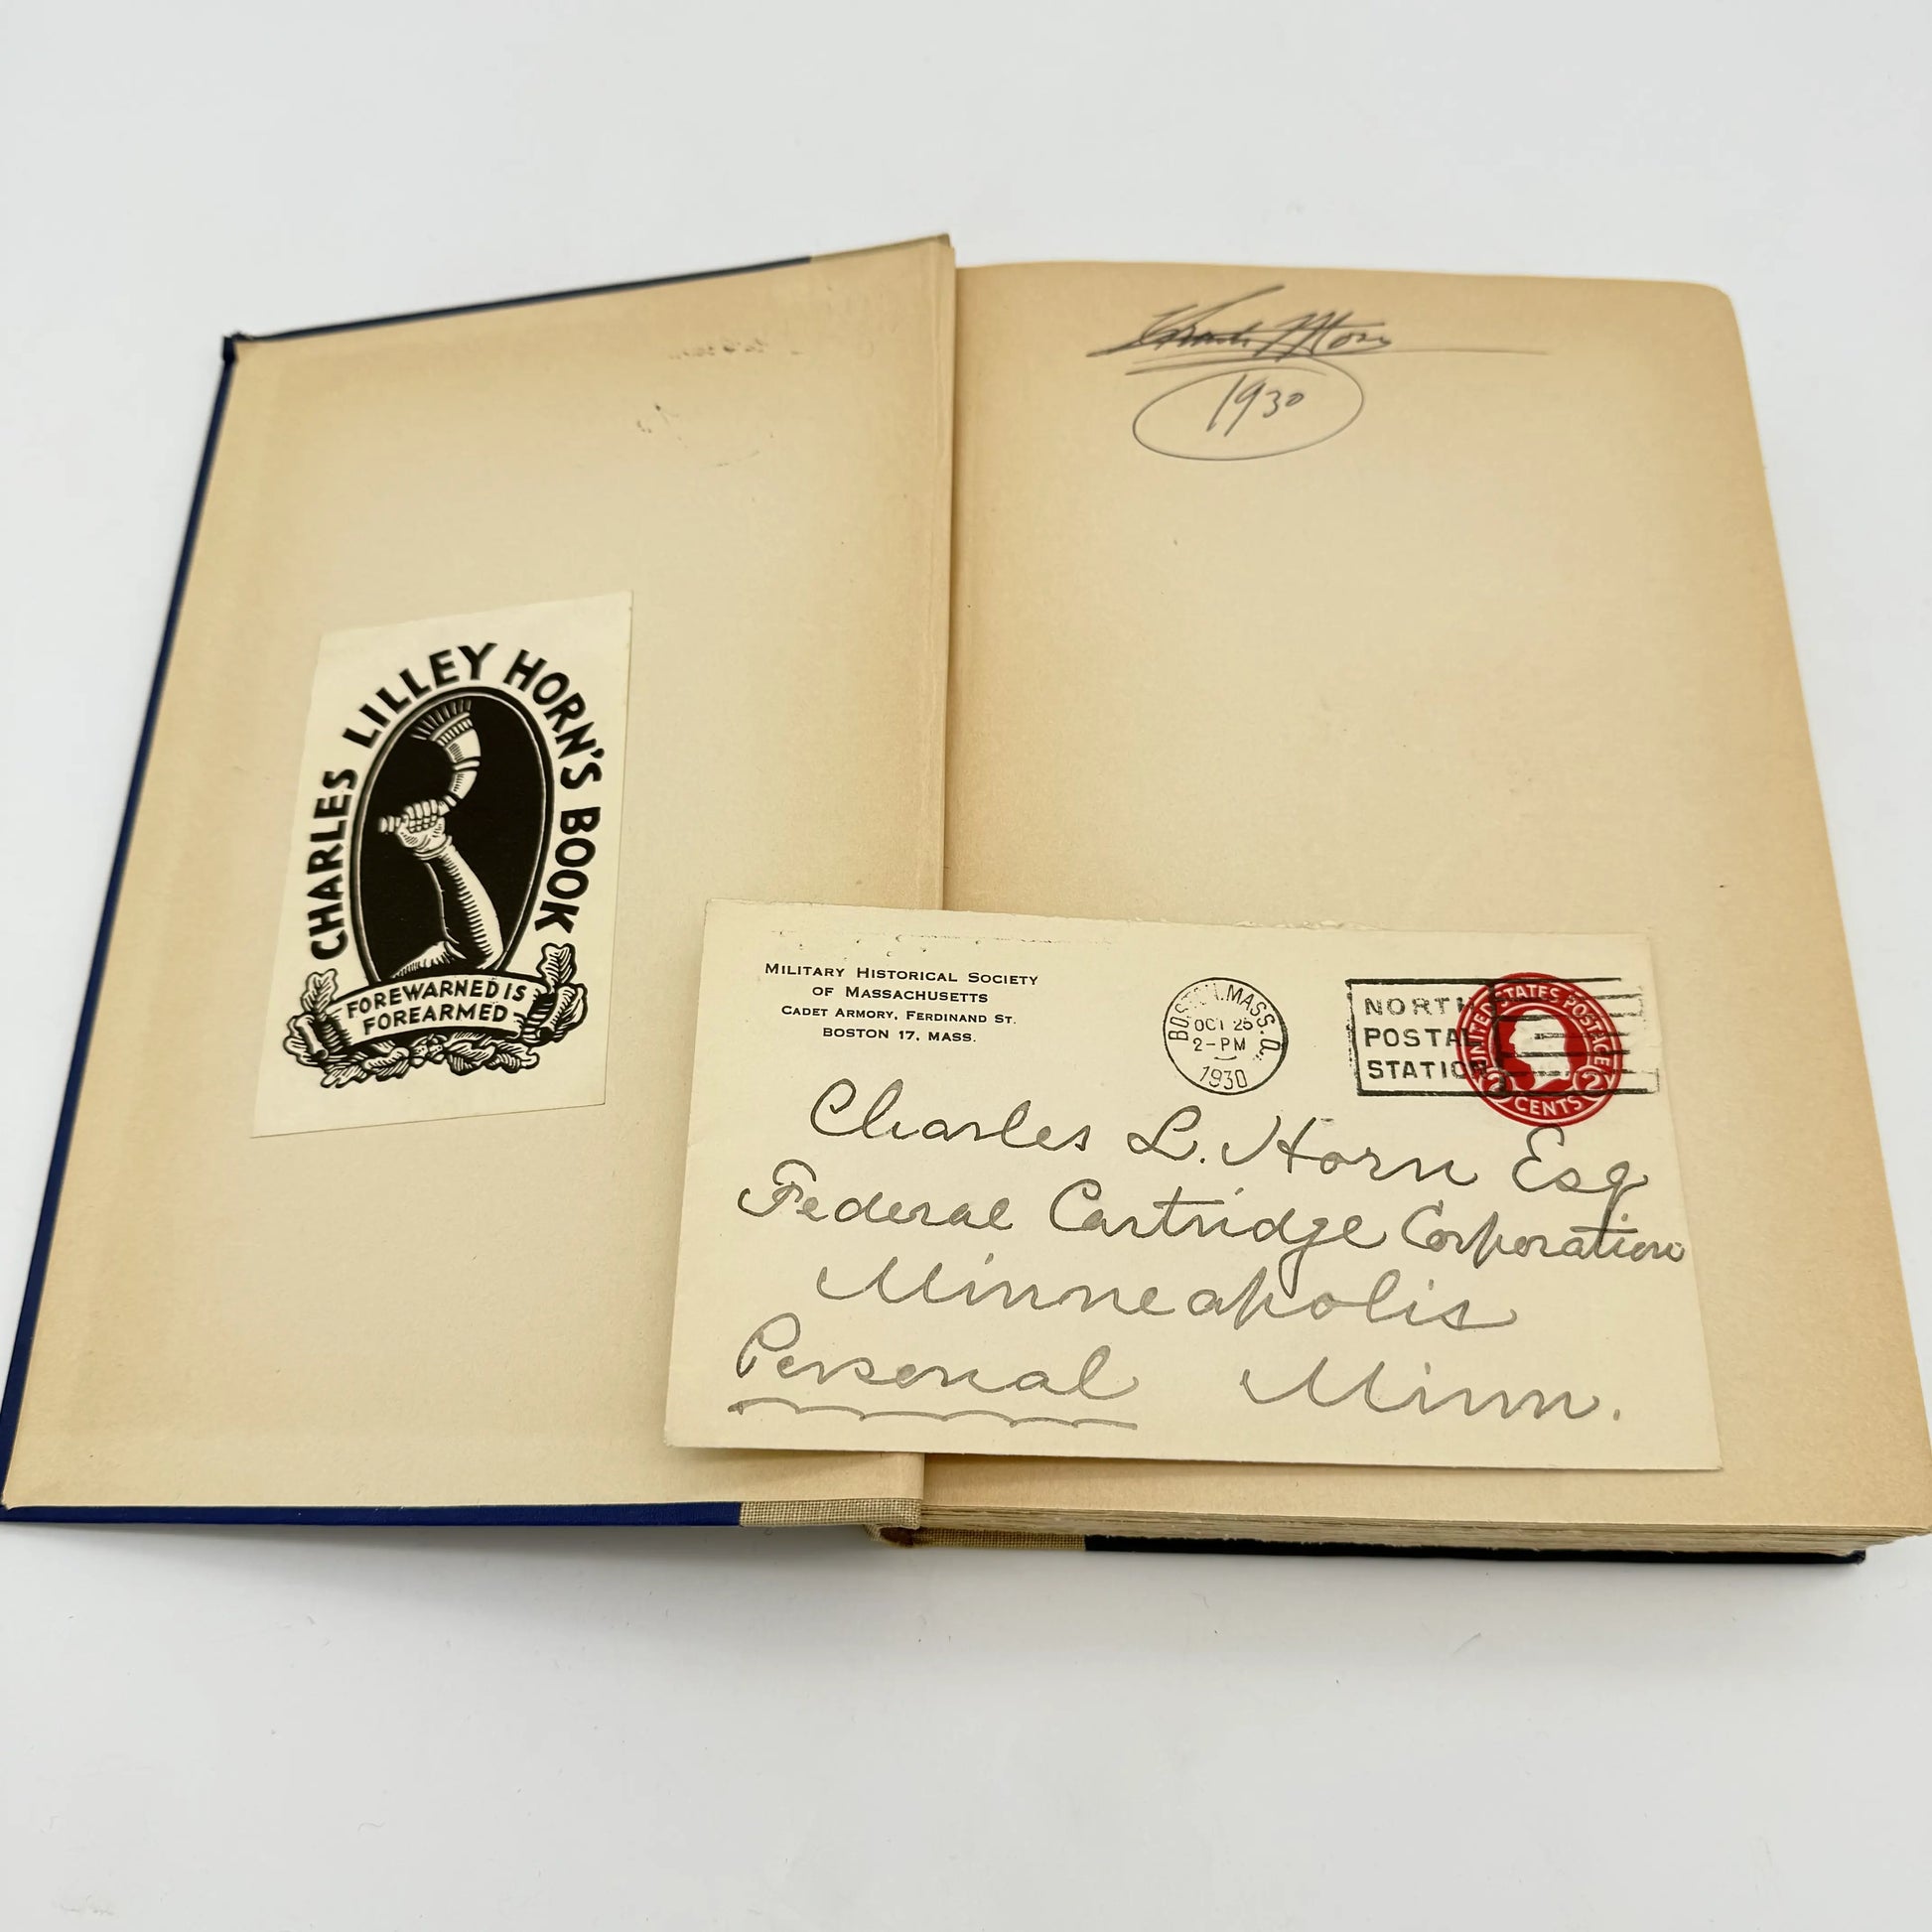 CHARLES LILLEY HORN'S BOOK
FOREWARNED IS
FOREARMED
1930
MILITARY HISTORICAL SOCIETY
OF MASSACHUSETTS
CADET ARMORY, FERDINAND ST.
BOSTON 17, MASS.
BOSTON, MASS.
OCT 25
2-PM
1930
NORTH
POSTAL
STATION
UNITED STATES POSTAGE
2 CENTS 2
Charles L. Horn Esq
Federal Cartridge Corporation
Minneapolis
Personal Minn.